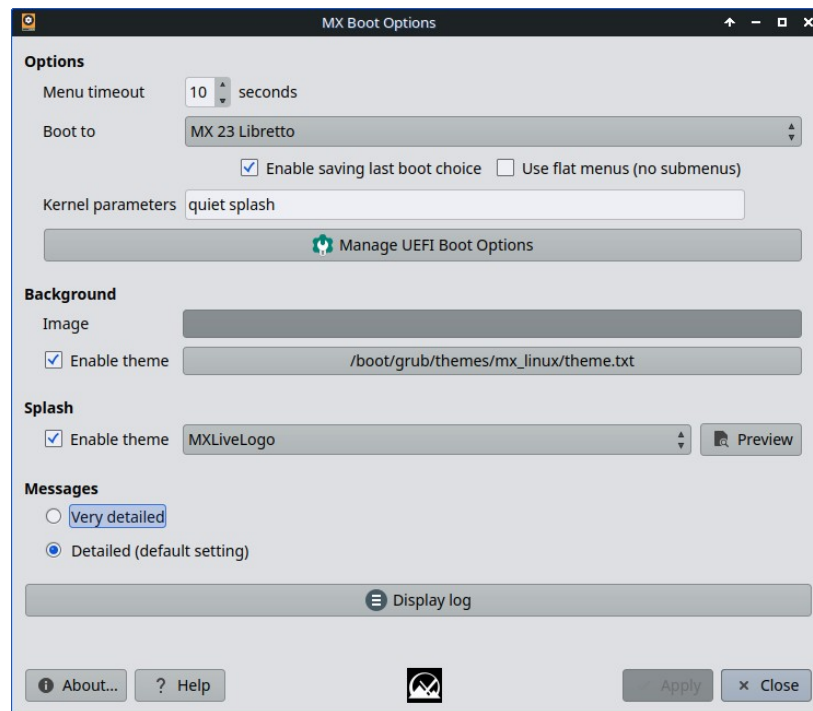 MX Boot Options
Options
Menu timeout 10 seconds
Boot to MX 23 Libretto
Enable saving last boot choice Use flat menus (no submenus)
Kernel parameters quiet splash
Manage UEFI Boot Options
Background
Image
Enable theme /boot/grub/themes/mx_linux/theme.txt
Splash
Enable theme MXLiveLogo Preview
Messages
Very detailed
Detailed (default setting)
Display log
About... ? Help Apply Close